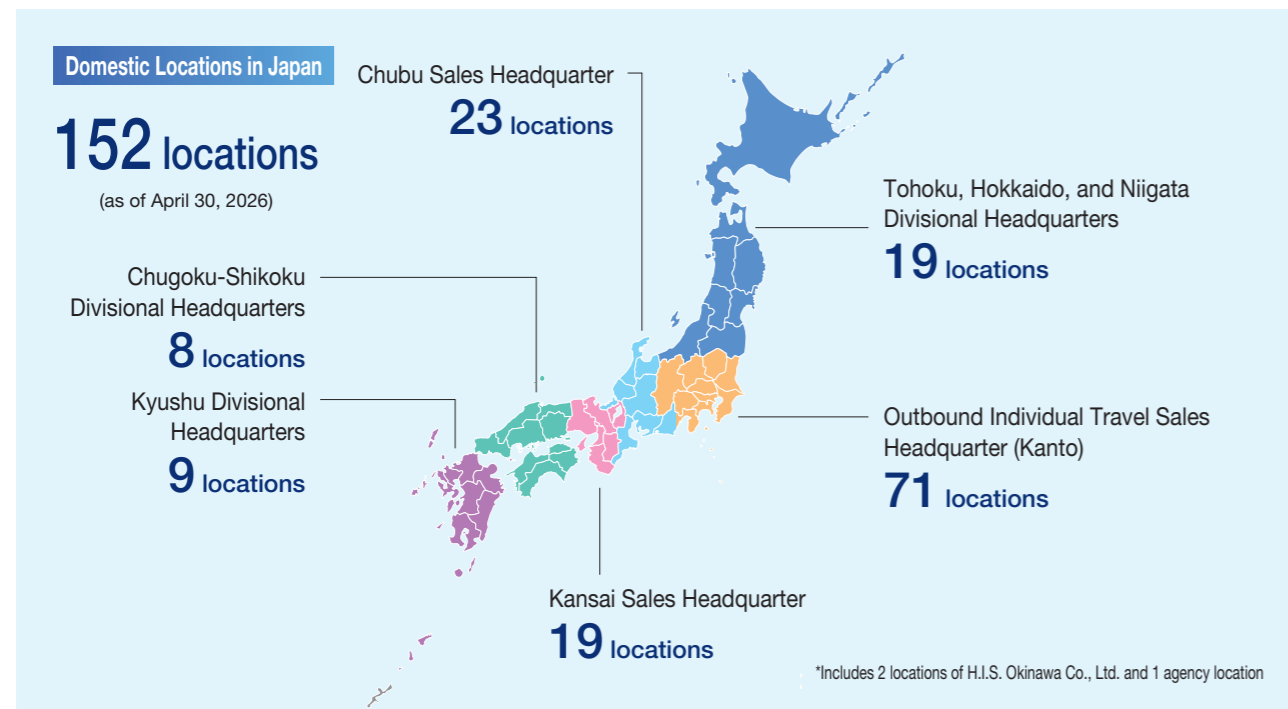 Domestic Locations in Japan
152 locations
(as of April 30, 2026)
Chubu Sales Headquarter
23 locations
Tohoku, Hokkaido, and Niigata
Divisional Headquarters
19 locations
Chugoku-Shikoku
Divisional Headquarters
8 locations
Kyushu Divisional
Headquarters
9 locations
Outbound Individual Travel Sales
Headquarter (Kanto)
71 locations
Kansai Sales Headquarter
19 locations
*Includes 2 locations of H.I.S. Okinawa Co., Ltd. and 1 agency location